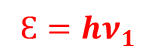 Ɛ = hν₁